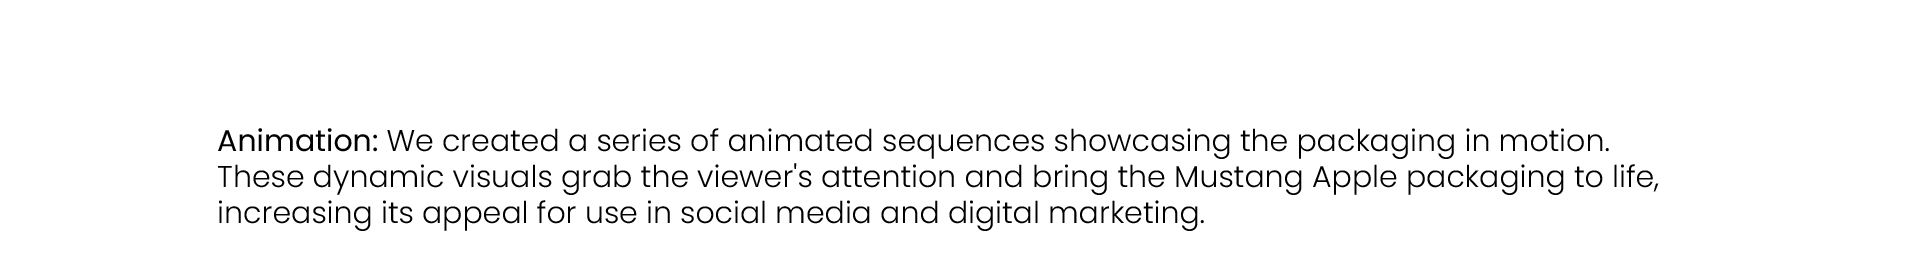 Animation: We created a series of animated sequences showcasing the packaging in motion.
These dynamic visuals grab the viewer's attention and bring the Mustang Apple packaging to life,
increasing its appeal for use in social media and digital marketing.